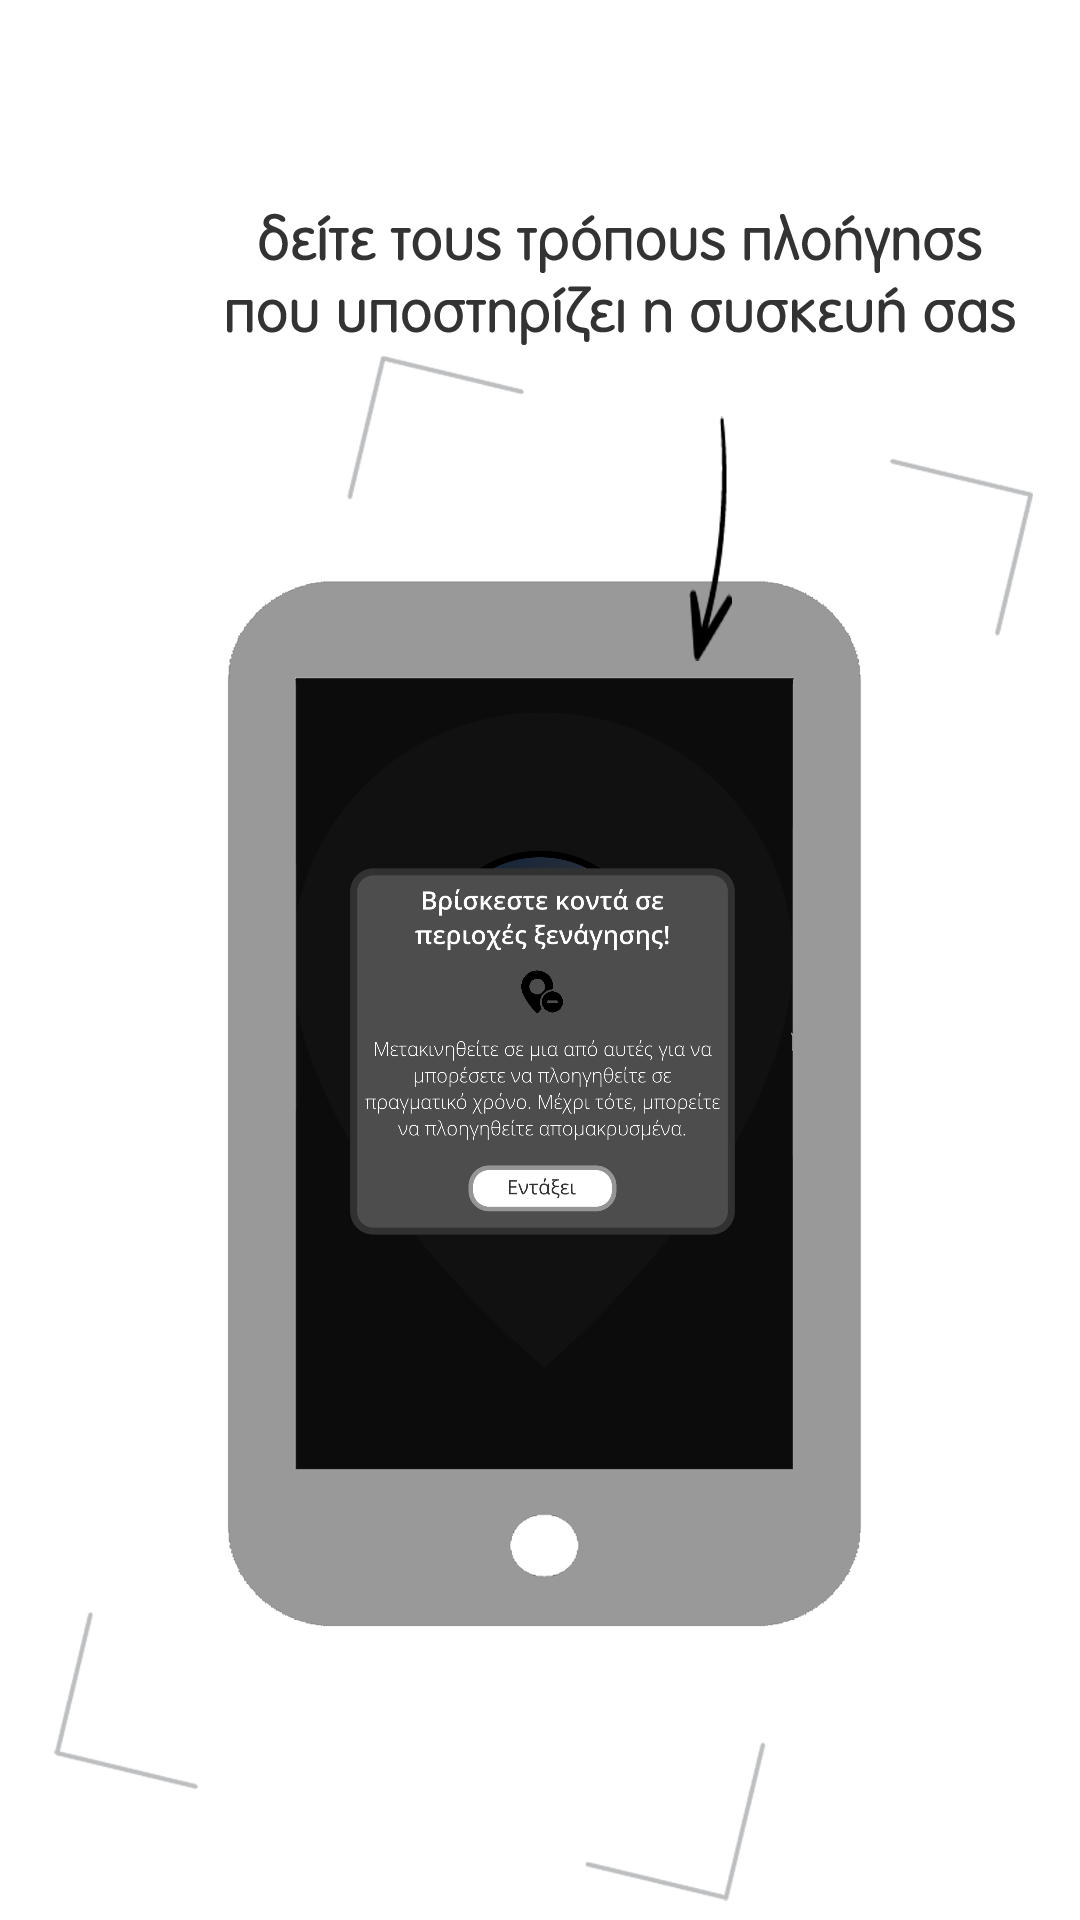 δείτε τους τρόπους πλοήγησς
που υποστηρίζει η συσκευή σας
Βρίσκεστε κοντά σε
περιοχές ξενάγησης!
Μετακινηθείτε σε μια από αυτές για να
μπορέσετε να πλοηγηθείτε σε
πραγματικό χρόνο. Μέχρι τότε, μπορείτε
να πλοηγηθείτε απομακρυσμένα.
Εντάξει